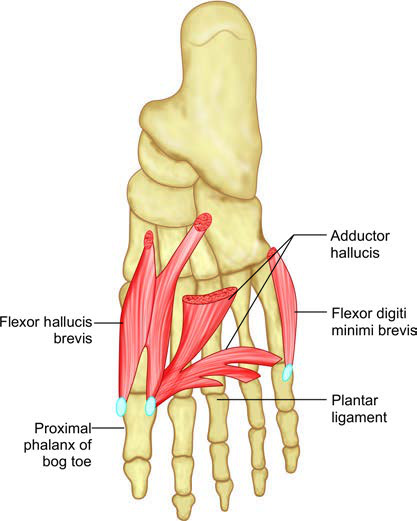 Adductor
hallucis
Flexor hallucis
brevis
Flexor digiti
minimi brevis
Plantar
ligament
Proximal
phalanx of
bog toe